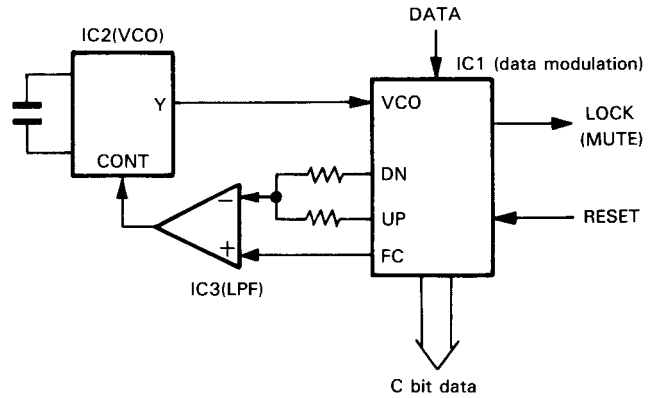 DATA
IC2(VCO)
IC1 (data modulation)
Y
VCO
LOCK
(MUTE)
CONT
DN
−
UP
RESET
+
FC
IC3(LPF)
C bit data